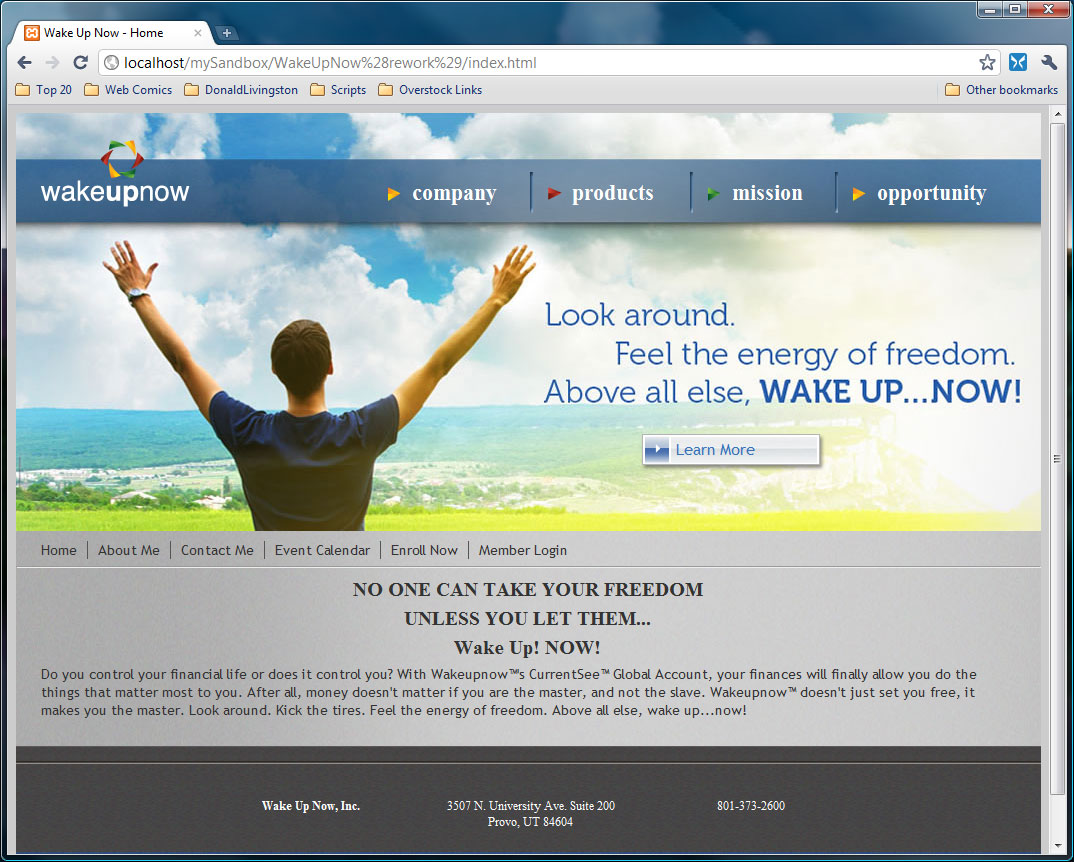 Wake Up Now - Home
localhost/mySandbox/WakeUpNow%28rework%29/index.html
Top 20 Web Comics DonaldLivingston Scripts Overstock Links Other bookmarks
wakeupnow
company products mission opportunity
Look around.
Feel the energy of freedom.
Above all else, WAKE UP...NOW!
Learn More
Home About Me Contact Me Event Calendar Enroll Now Member Login
NO ONE CAN TAKE YOUR FREEDOM
UNLESS YOU LET THEM...
Wake Up! NOW!
Do you control your financial life or does it control you? With Wakeupnow™'s CurrentSee™ Global Account, your finances will finally allow you do the
things that matter most to you. After all, money doesn't matter if you are the master, and not the slave. Wakeupnow™ doesn't just set you free, it
makes you the master. Look around. Kick the tires. Feel the energy of freedom. Above all else, wake up...now!
Wake Up Now, Inc. 3507 N. University Ave. Suite 200 801-373-2600
Provo, UT 84604